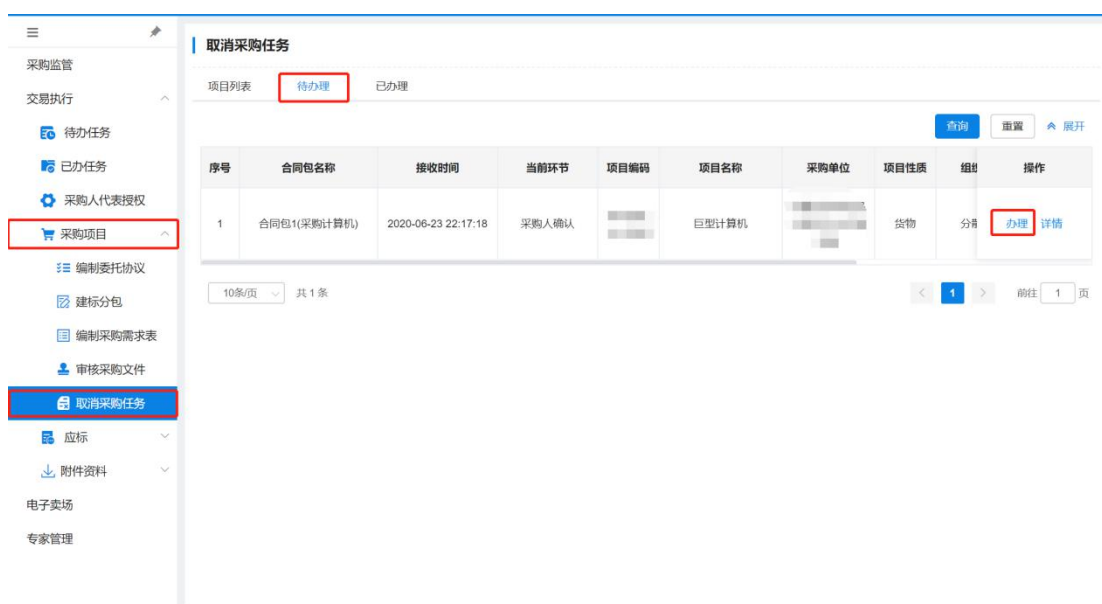 采购监管
交易执行
待办任务
已办任务
采购人代表授权
采购项目
编制委托协议
建标分包
编制采购需求表
审核采购文件
取消采购任务
应标
附件资料
电子卖场
专家管理
取消采购任务
项目列表 待办理 已办理
查询 重置 展开
序号 合同包名称 接收时间 当前环节 项目编码 项目名称 采购单位 项目性质 组织 操作
1 合同包1(采购计算机) 2020-06-23 22:17:18 采购人确认 巨型计算机 货物 分散 办理 详情
10条/页 共 1 条 1 前往 1 页